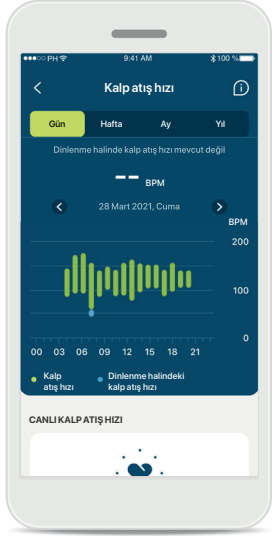 PH 9:41 AM 100 %
Kalp atış hızı
Gün Hafta Ay Yıl
Dinlenme halinde kalp atış hızı mevcut değil
-- BPM
28 Mart 2021, Cuma
BPM
200
100
0
00 03 06 09 12 15 18 21
Kalp atış hızı
Dinlenme halindeki kalp atış hızı
CANLI KALP ATIŞ HIZI